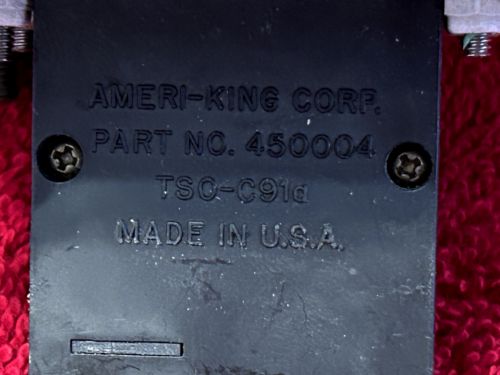 AMERI-KING CORP.
PART NO. 450004
TSO-C91a
MADE IN U.S.A.